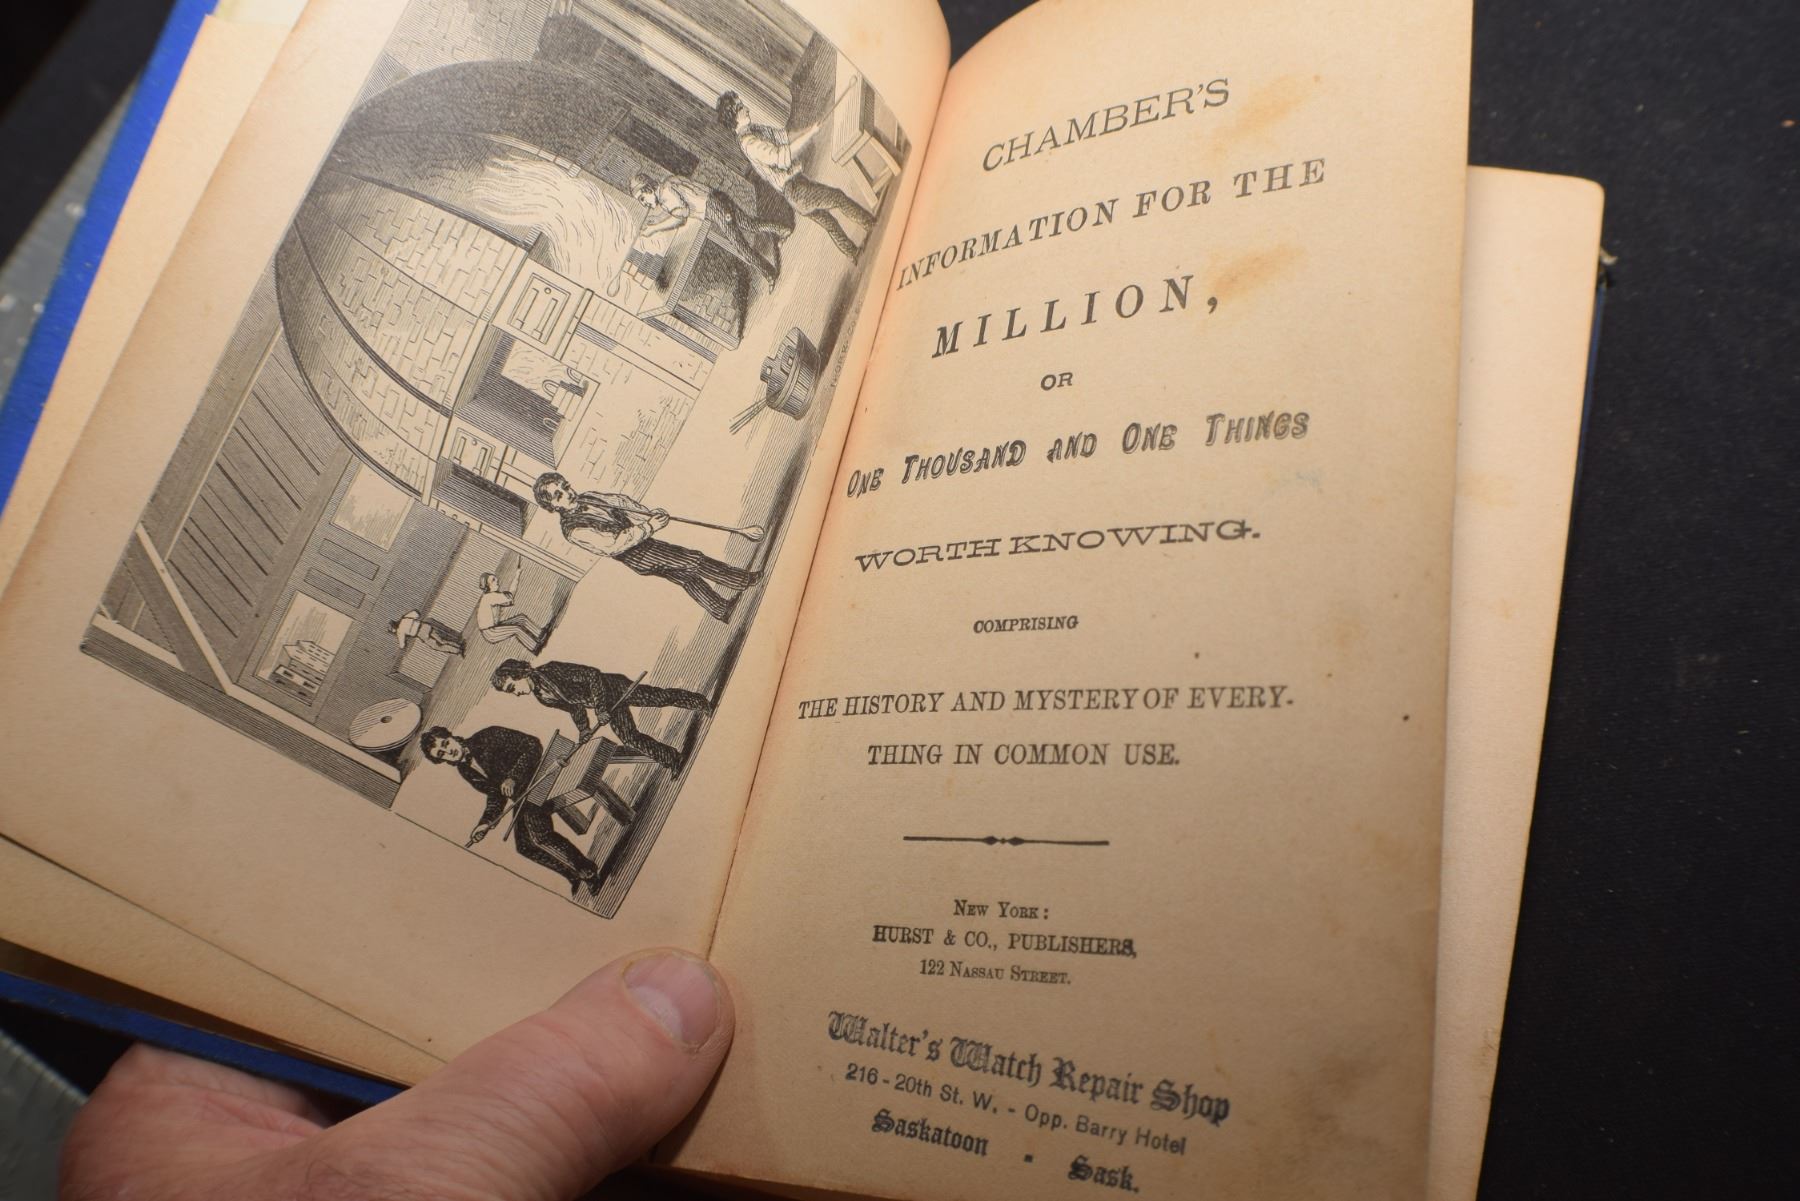 CHAMBER'S
INFORMATION FOR THE
MILLION,
OR
ONE THOUSAND AND ONE THINGS
WORTH KNOWING.
COMPRISING
THE HISTORY AND MYSTERY OF EVERY-
THING IN COMMON USE.
NEW YORK:
HURST & CO., PUBLISHERS,
122 NASSAU STREET.
Walter's Watch Repair Shop
216 - 20th St. W. - Opp. Barry Hotel
Saskatoon - Sask.